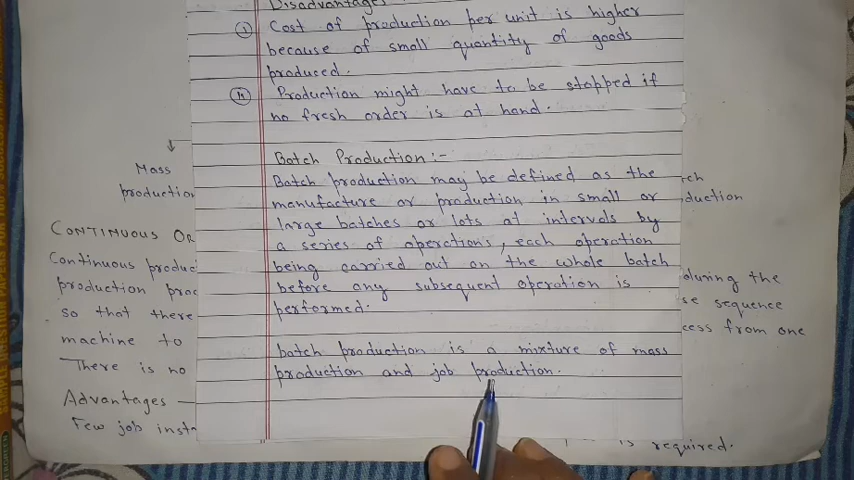 Disadvantages :
(i) Cost of production per unit is higher
because of small quantity of goods
produced.
(ii) Production might have to be stopped if
no fresh order is at hand.
Batch Production:-
Batch production may be defined as the
manufacture or production in small or
large batches or lots at intervals by
a series of operations, each operation
being carried out on the whole batch
before any subsequent operation is
performed.
batch production is a mixture of mass
production and job production.
Mass
production
CONTINUOUS OR
Continuous produc
production proc
so that there
machine to
There is no
Advantages —
Few job inst
ch
duction
during the
se sequence
cess from one
is required.